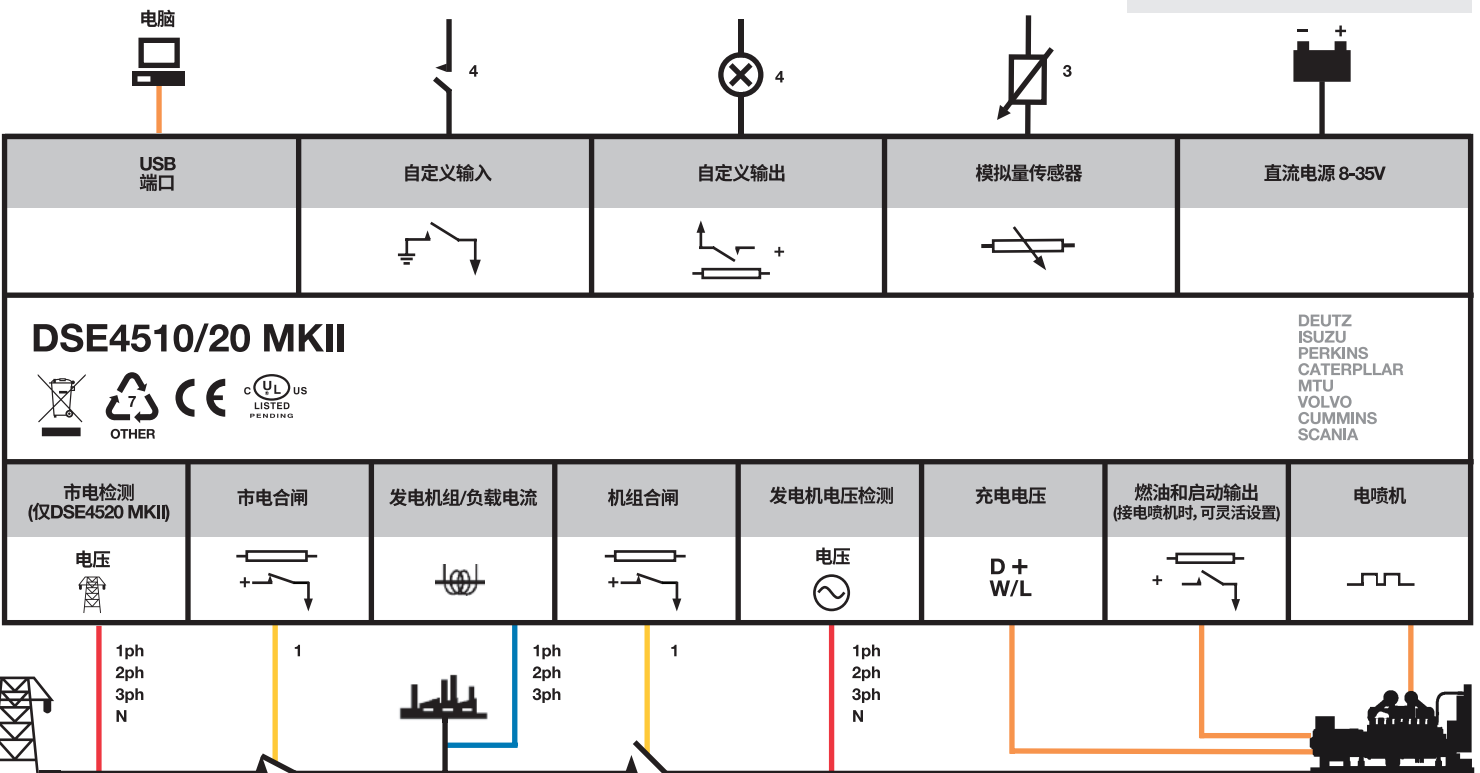 电脑
4
4
3
- +
USB
端口
自定义输入
自定义输出
模拟量传感器
直流电源 8-35V
+
DSE4510/20 MKII
DEUTZ
ISUZU
PERKINS
CATERPLLAR
MTU
VOLVO
CUMMINS
SCANIA
7
OTHER
CE
C UL US
LISTED
PENDING
市电检测
(仅DSE4520 MKII)
市电合闸
发电机组/负载电流
机组合闸
发电机电压检测
充电电压
燃油和启动输出
(接电喷机时, 可灵活设置)
电喷机
电压
+
+
电压
D +
W/L
+
1ph
2ph
3ph
N
1
1ph
2ph
3ph
1
1ph
2ph
3ph
N